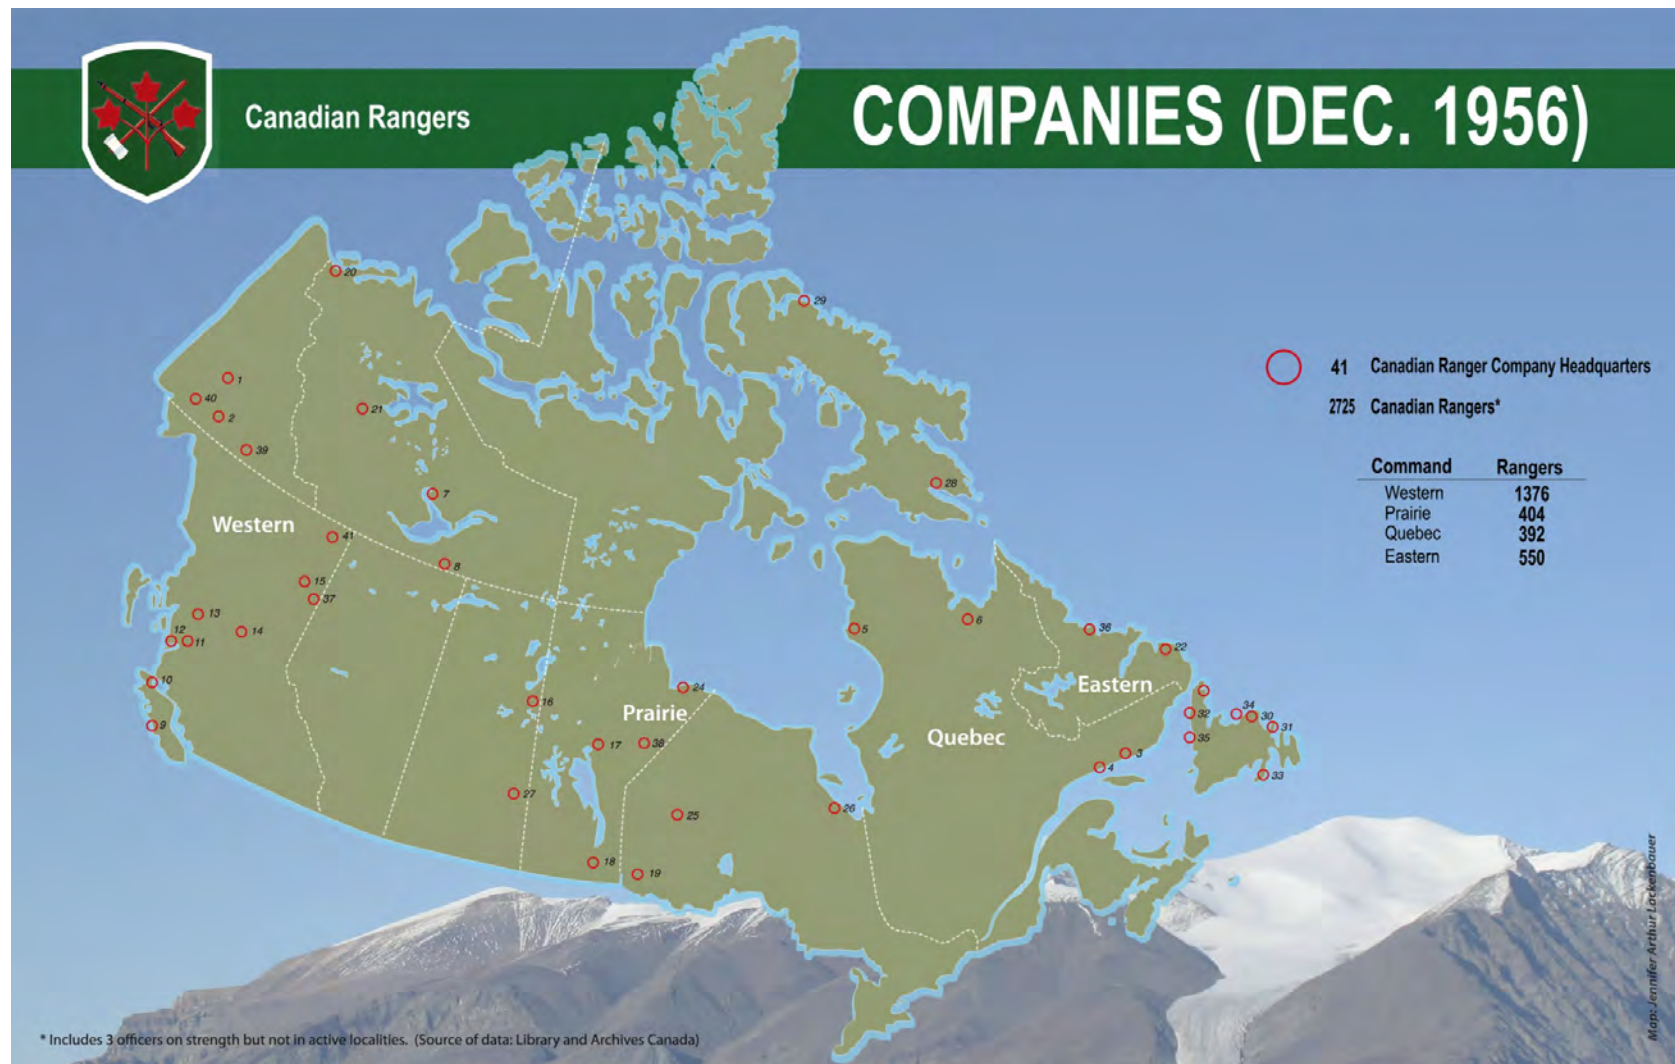 Canadian Rangers
COMPANIES (DEC. 1956)
20
29
1
40
2
21
39
7
28
Western
41
8
15
37
13
12
11
14
5
6
36
22
10
9
24
16
Prairie
Eastern
Quebec
32
34
30
31
35
17
38
3
4
33
27
25
26
18
19
41 Canadian Ranger Company Headquarters
2725 Canadian Rangers*
Command Rangers
Western 1376
Prairie 404
Quebec 392
Eastern 550
* Includes 3 officers on strength but not in active localities. (Source of data: Library and Archives Canada)
Map: Jennifer Arthur Lackenbauer